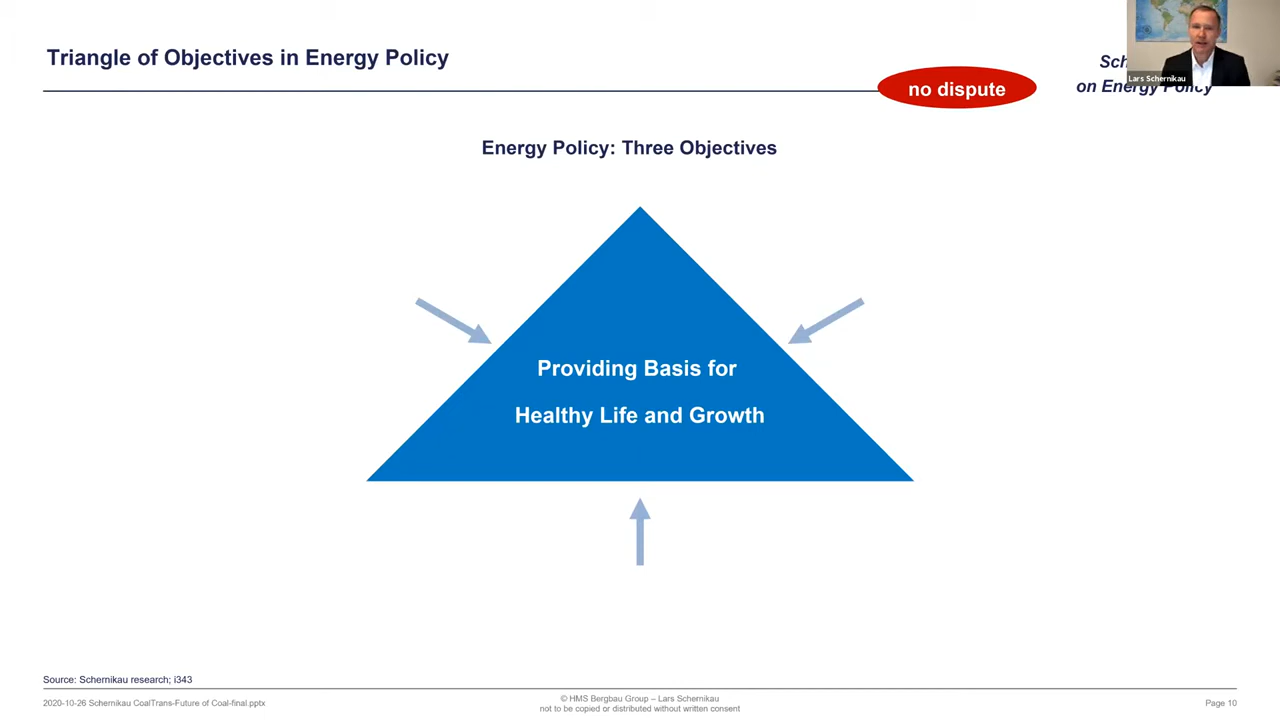 Triangle of Objectives in Energy Policy
no dispute
Sch
on Energy Policy
Lars Schernikau
Energy Policy: Three Objectives
Providing Basis for
Healthy Life and Growth
Source: Schernikau research; i343
2020-10-26 Schernikau CoalTrans-Future of Coal-final.pptx
© HMS Bergbau Group – Lars Schernikau
not to be copied or distributed without written consent
Page 10